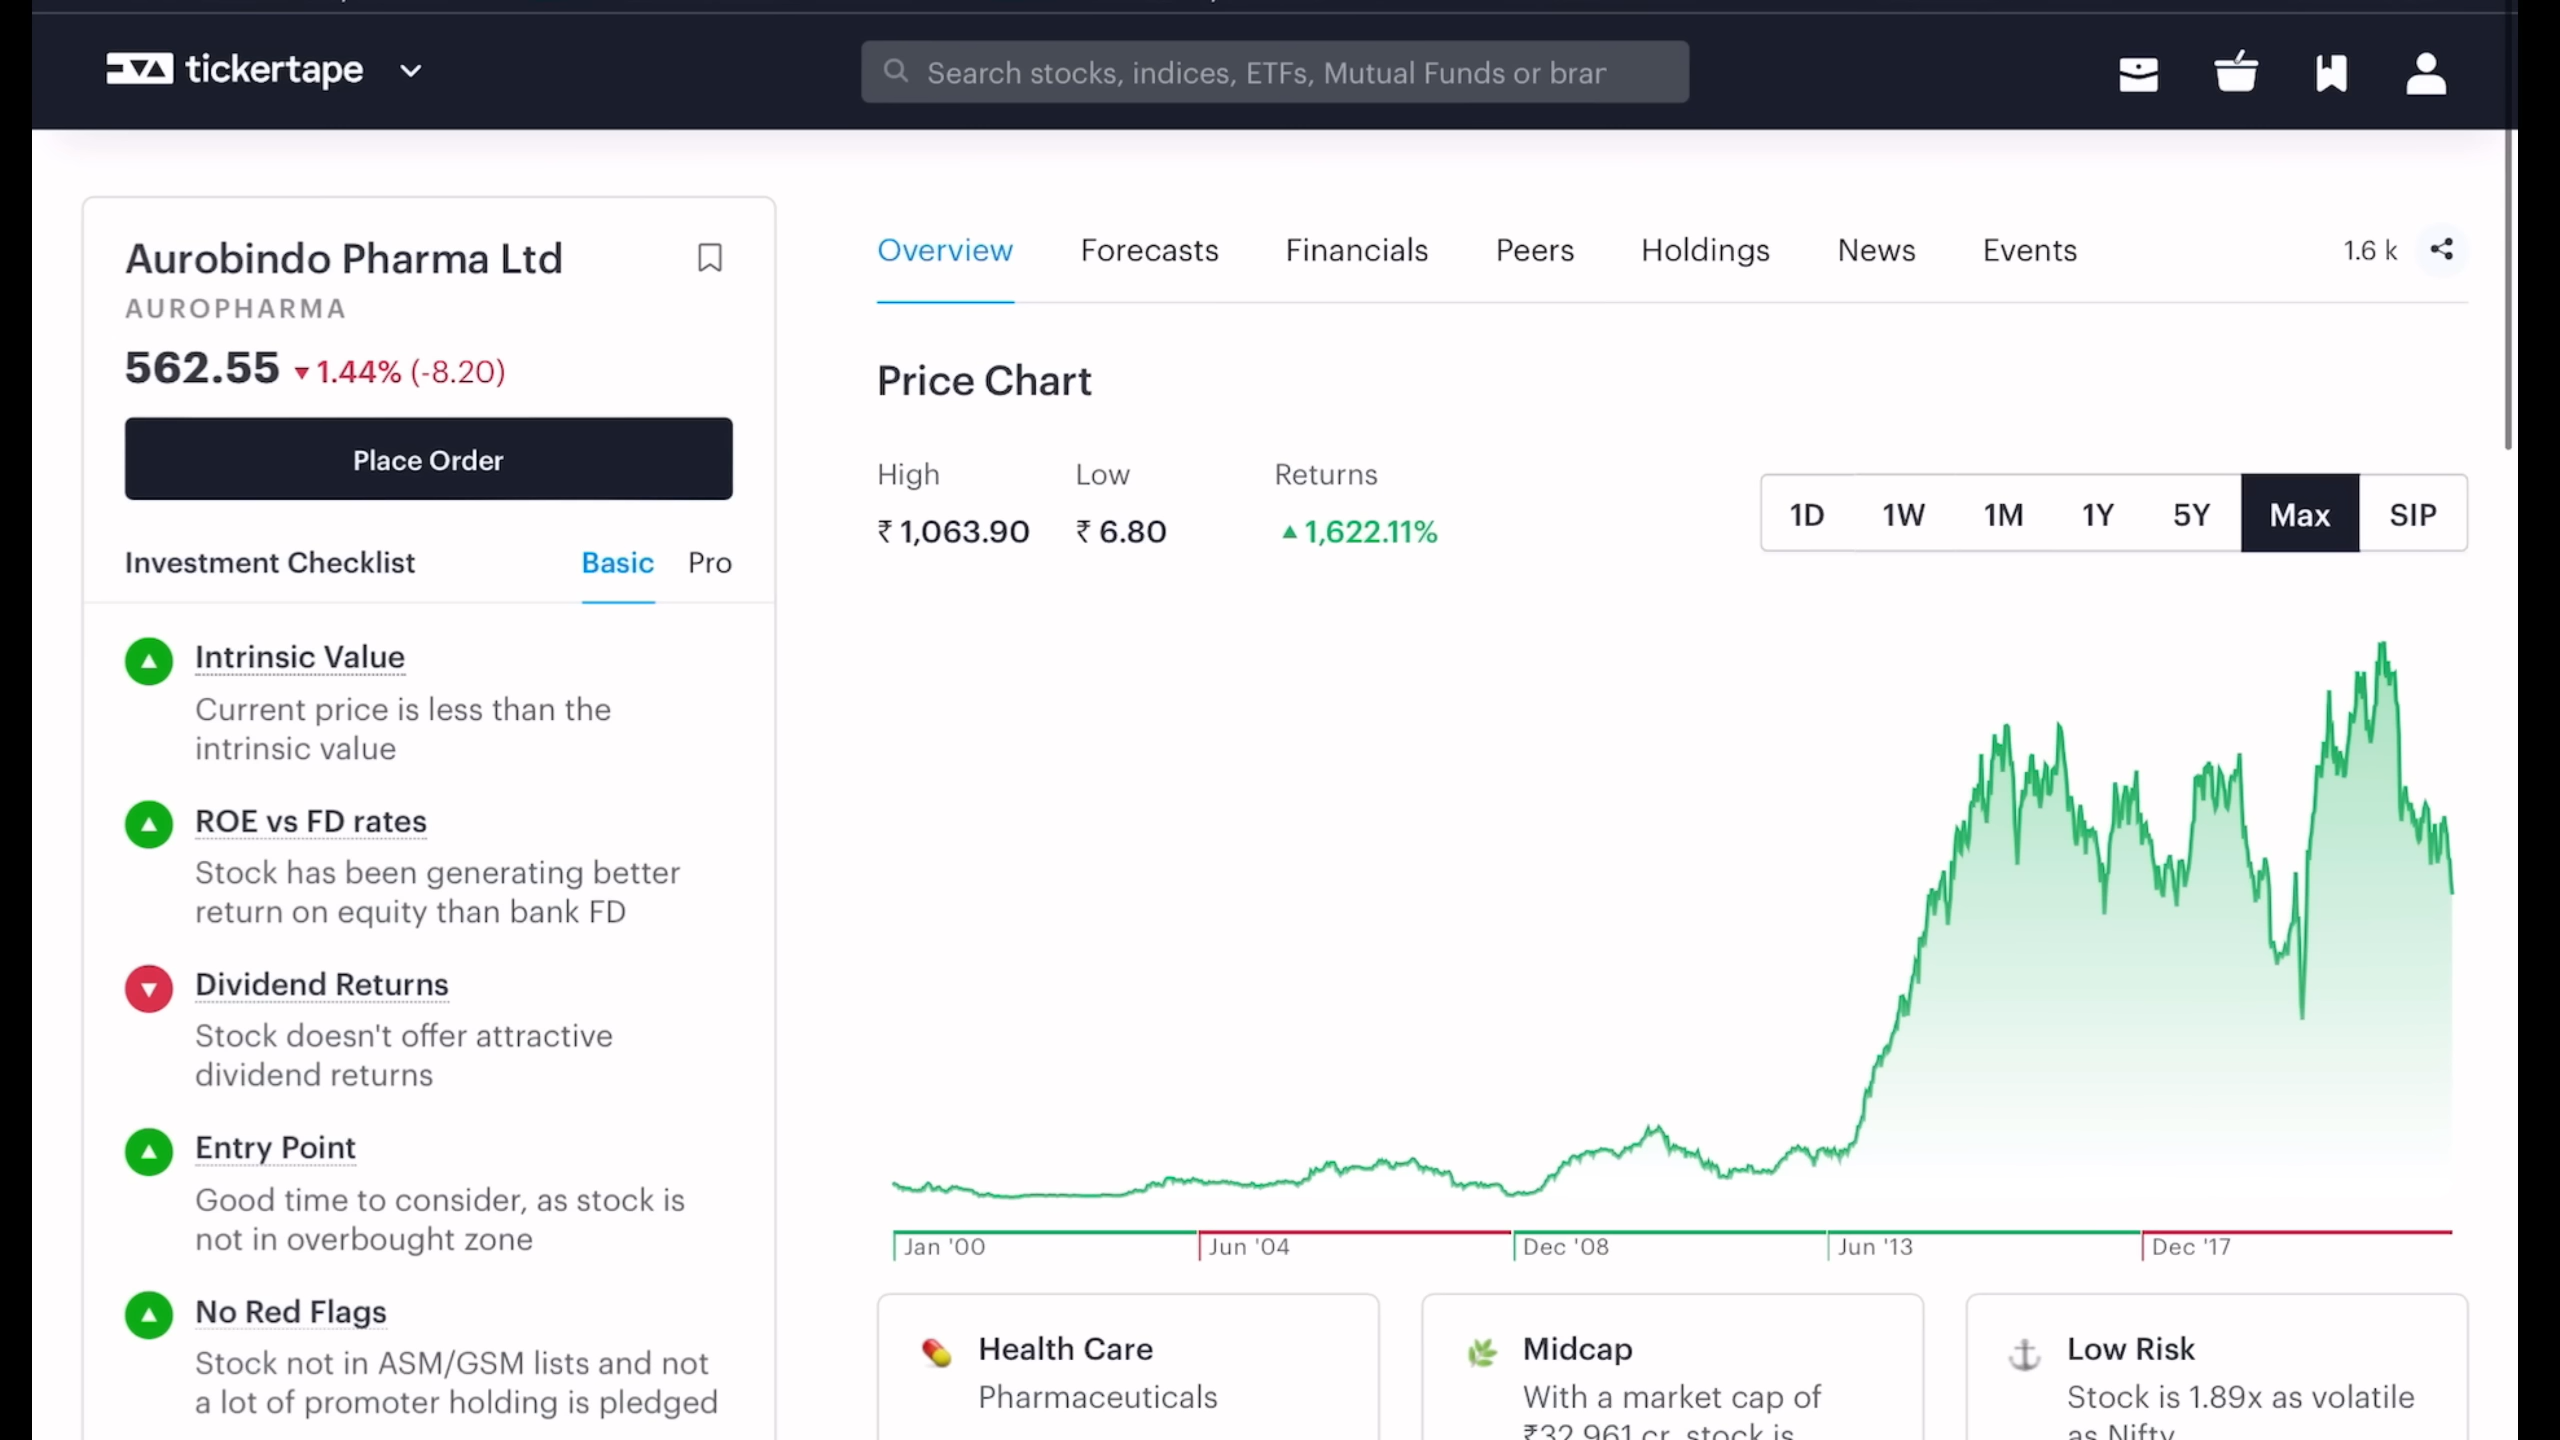 tickertape
Search stocks, indices, ETFs, Mutual Funds or brar
Aurobindo Pharma Ltd
AUROPHARMA
562.55 ▼ 1.44% (-8.20)
Place Order
Investment Checklist Basic Pro
Intrinsic Value
Current price is less than the
intrinsic value
ROE vs FD rates
Stock has been generating better
return on equity than bank FD
Dividend Returns
Stock doesn't offer attractive
dividend returns
Entry Point
Good time to consider, as stock is
not in overbought zone
No Red Flags
Stock not in ASM/GSM lists and not
a lot of promoter holding is pledged
Overview Forecasts Financials Peers Holdings News Events 1.6 k
Price Chart
High Low Returns
₹ 1,063.90 ₹ 6.80 ▲ 1,622.11%
1D 1W 1M 1Y 5Y Max SIP
Jan '00 Jun '04 Dec '08 Jun '13 Dec '17
Health Care
Pharmaceuticals
Midcap
With a market cap of
₹32,961 cr, stock is
Low Risk
Stock is 1.89x as volatile
as Nifty